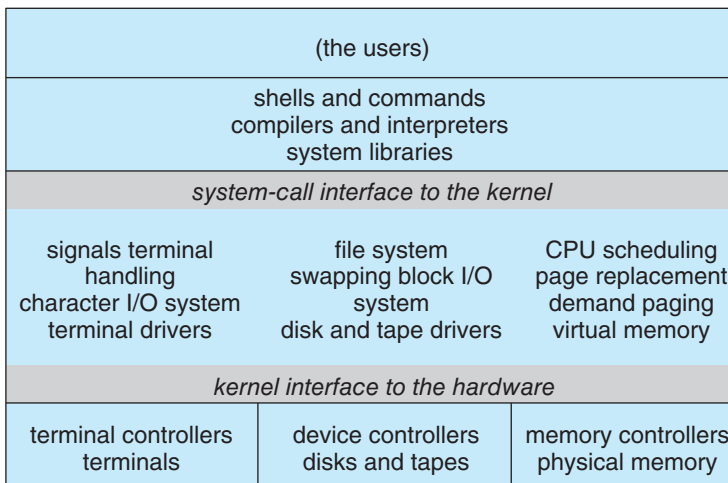 (the users)
shells and commands
compilers and interpreters
system libraries
system-call interface to the kernel
signals terminal
handling
character I/O system
terminal drivers
file system
swapping block I/O
system
disk and tape drivers
CPU scheduling
page replacement
demand paging
virtual memory
kernel interface to the hardware
terminal controllers
terminals
device controllers
disks and tapes
memory controllers
physical memory